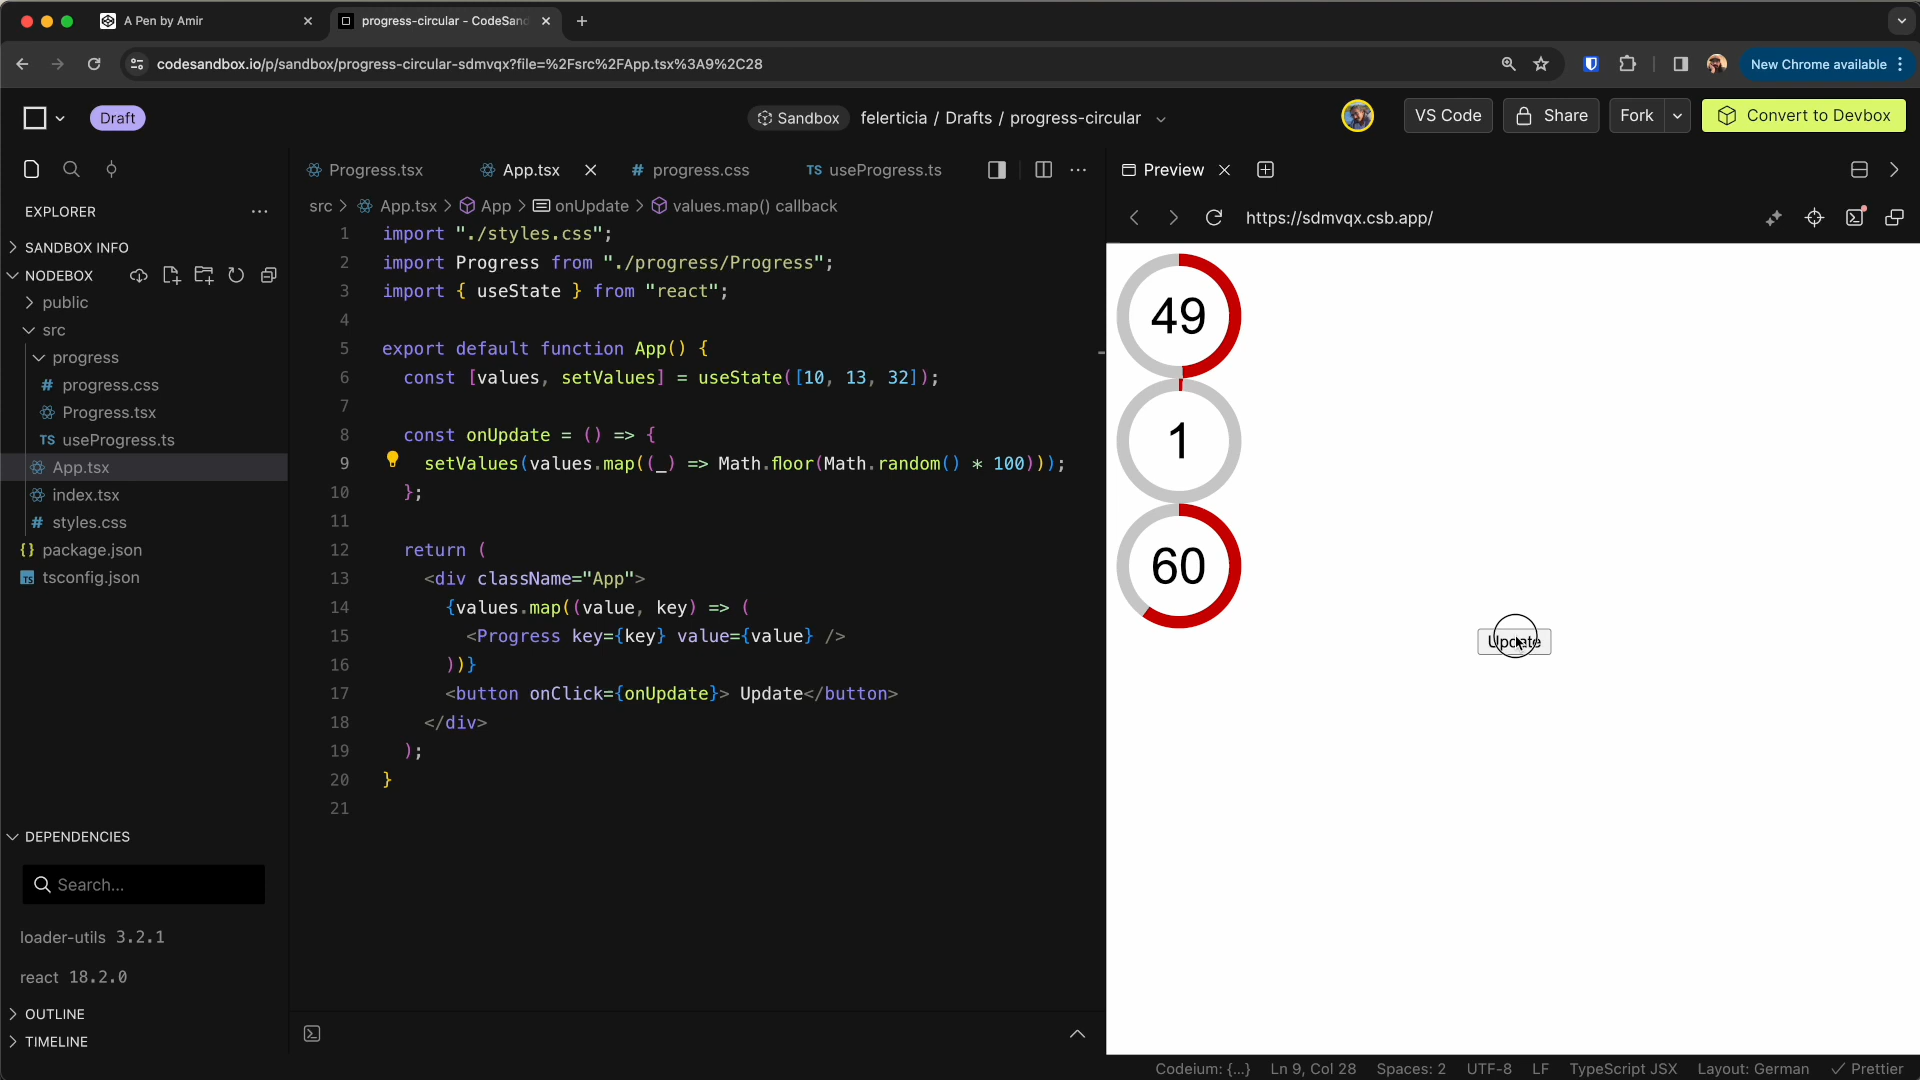 A Pen by Amir
progress-circular - CodeSand
codesandbox.io/p/sandbox/progress-circular-sdmvqx?file=%2Fsrc%2FApp.tsx%3A9%2C28
New Chrome available
Draft
Sandbox felerticia / Drafts / progress-circular
VS Code Share Fork Convert to Devbox
EXPLORER
SANDBOX INFO
NODEBOX
public
src
progress
# progress.css
Progress.tsx
TS useProgress.ts
App.tsx
index.tsx
# styles.css
{} package.json
TS tsconfig.json
DEPENDENCIES
Search...
loader-utils 3.2.1
react 18.2.0
OUTLINE
TIMELINE
Progress.tsx App.tsx # progress.css TS useProgress.ts
src > App.tsx > App > onUpdate > values.map() callback
1 import "./styles.css";
2 import Progress from "./progress/Progress";
3 import { useState } from "react";
4
5 export default function App() {
6 const [values, setValues] = useState([10, 13, 32]);
7
8 const onUpdate = () => {
9 setValues(values.map((_) => Math.floor(Math.random() * 100)));
10 };
11
12 return (
13 <div className="App">
14 {values.map((value, key) => (
15 <Progress key={key} value={value} />
16 ))}
17 <button onClick={onUpdate}> Update</button>
18 </div>
19 );
20 }
21
Preview
https://sdmvqx.csb.app/
49
1
60
Update
Codeium: {...} Ln 9, Col 28 Spaces: 2 UTF-8 LF TypeScript JSX Layout: German Prettier